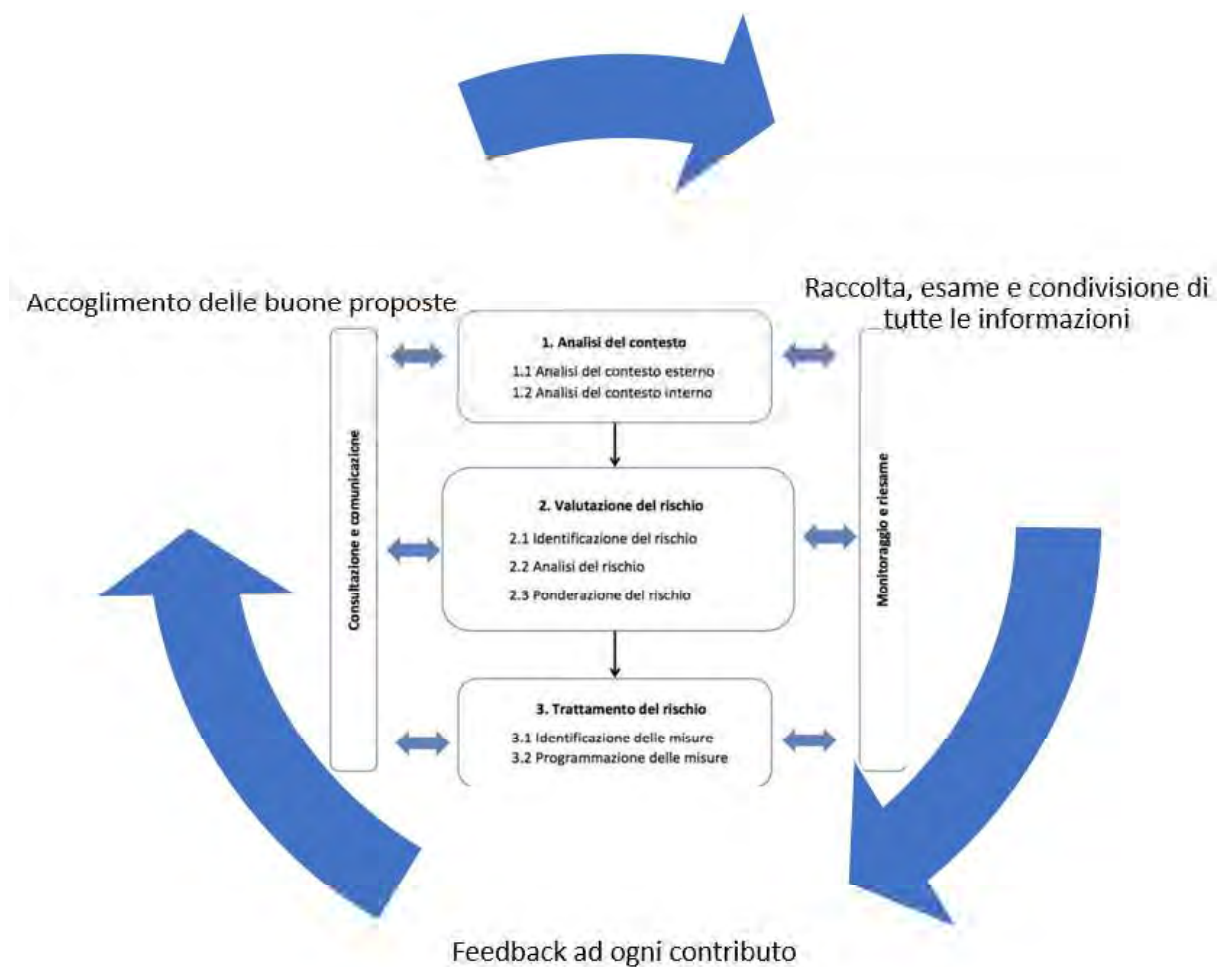 Accoglimento delle buone proposte
Raccolta, esame e condivisione di
tutte le informazioni
1. Analisi del contesto
1.1 Analisi del contesto esterno
1.2 Analisi del contesto interno
Consultazione e comunicazione
2. Valutazione del rischio
2.1 Identificazione del rischio
2.2 Analisi del rischio
2.3 Ponderazione del rischio
Monitoraggio e riesame
3. Trattamento del rischio
3.1 Identificazione delle misure
3.2 Programmazione delle misure
Feedback ad ogni contributo